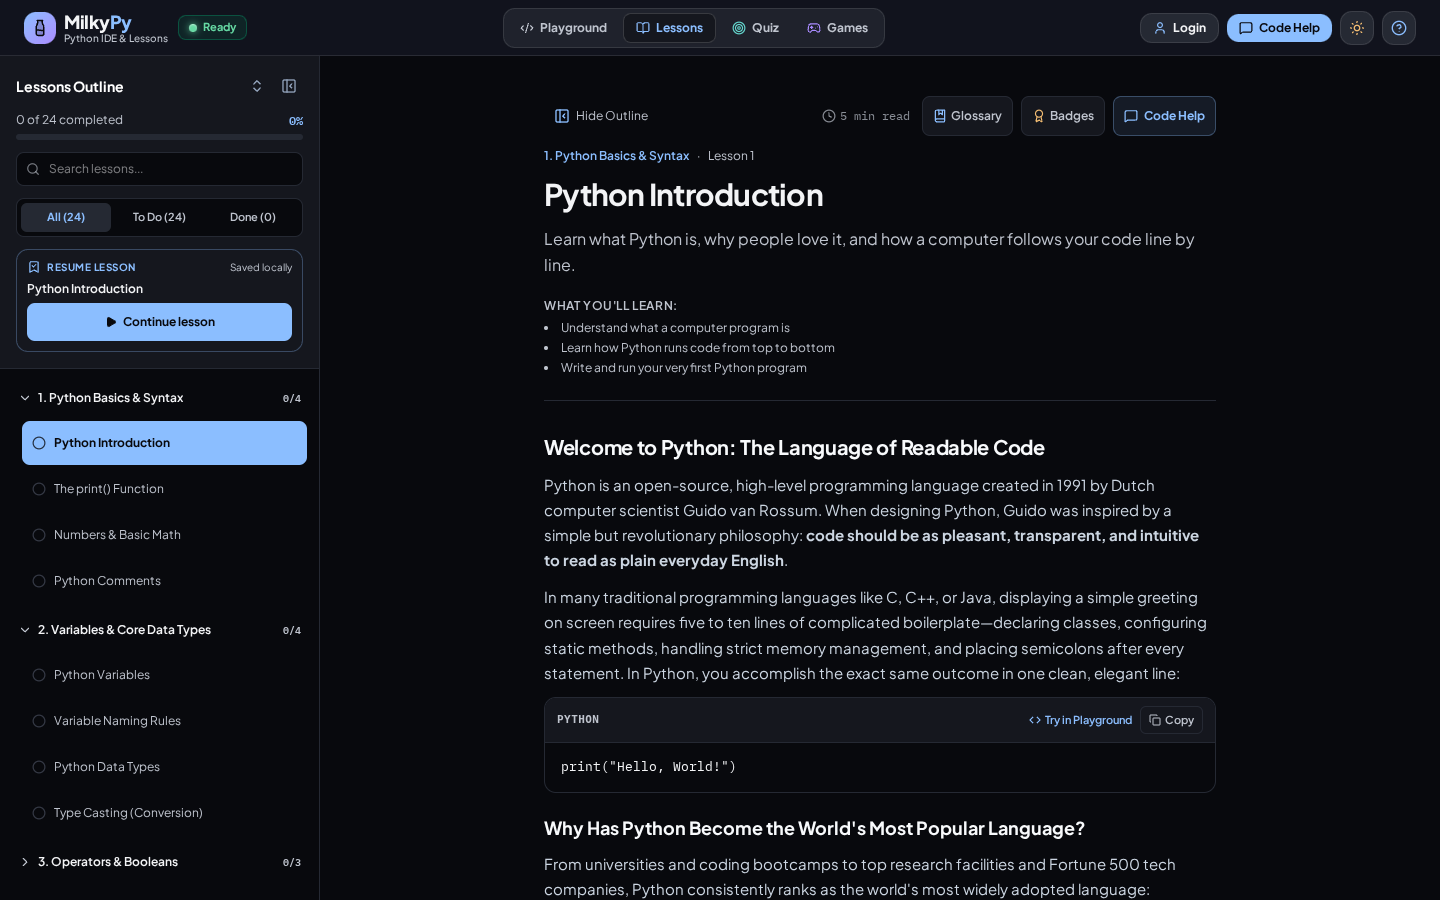 MilkyPy
Python IDE & Lessons
Ready
Playground
Lessons
Quiz
Games
Login
Code Help
Lessons Outline
0 of 24 completed
0%
Search lessons...
All (24)
To Do (24)
Done (0)
RESUME LESSON
Saved locally
Python Introduction
Continue lesson
1. Python Basics & Syntax
0/4
Python Introduction
The print() Function
Numbers & Basic Math
Python Comments
2. Variables & Core Data Types
0/4
Python Variables
Variable Naming Rules
Python Data Types
Type Casting (Conversion)
3. Operators & Booleans
0/3
Hide Outline
5 min read
Glossary
Badges
Code Help
1. Python Basics & Syntax · Lesson 1
Python Introduction
Learn what Python is, why people love it, and how a computer follows your code line by
line.
WHAT YOU'LL LEARN:
• Understand what a computer program is
• Learn how Python runs code from top to bottom
• Write and run your very first Python program
Welcome to Python: The Language of Readable Code
Python is an open-source, high-level programming language created in 1991 by Dutch
computer scientist Guido van Rossum. When designing Python, Guido was inspired by a
simple but revolutionary philosophy: code should be as pleasant, transparent, and intuitive
to read as plain everyday English.
In many traditional programming languages like C, C++, or Java, displaying a simple greeting
on screen requires five to ten lines of complicated boilerplate—declaring classes, configuring
static methods, handling strict memory management, and placing semicolons after every
statement. In Python, you accomplish the exact same outcome in one clean, elegant line:
PYTHON
Try in Playground
Copy
print("Hello, World!")
Why Has Python Become the World's Most Popular Language?
From universities and coding bootcamps to top research facilities and Fortune 500 tech
companies, Python consistently ranks as the world's most widely adopted language: